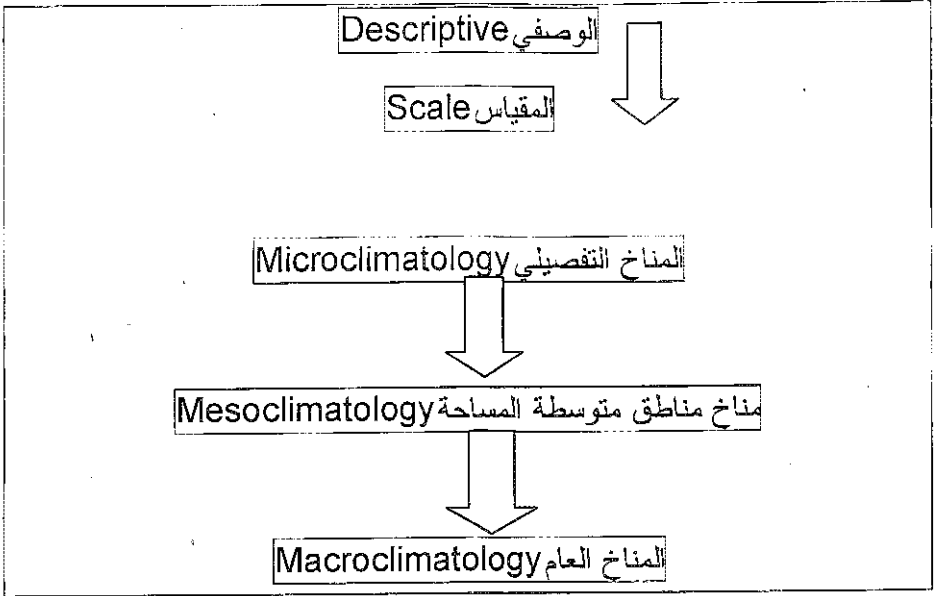 الوصفي Descriptive
المقياس Scale
المناخ التفصيلي Microclimatology
مناخ مناطق متوسطة المساحة Mesoclimatology
المناخ العام Macroclimatology